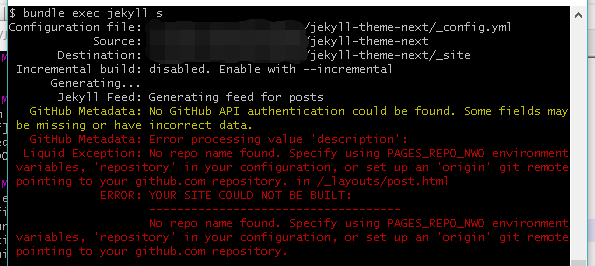 $ bundle exec jekyll s
Configuration file: /jekyll-theme-next/_config.yml
Source: /jekyll-theme-next
Destination: /jekyll-theme-next/_site
Incremental build: disabled. Enable with --incremental
Generating...
Jekyll Feed: Generating feed for posts
GitHub Metadata: No GitHub API authentication could be found. Some fields may
be missing or have incorrect data.
GitHub Metadata: Error processing value 'description':
Liquid Exception: No repo name found. Specify using PAGES_REPO_NWO environment
variables, 'repository' in your configuration, or set up an 'origin' git remote
pointing to your github.com repository. in /_layouts/post.html
ERROR: YOUR SITE COULD NOT BE BUILT:
------------------------------------
No repo name found. Specify using PAGES_REPO_NWO environment
variables, 'repository' in your configuration, or set up an 'origin' git remote
pointing to your github.com repository.